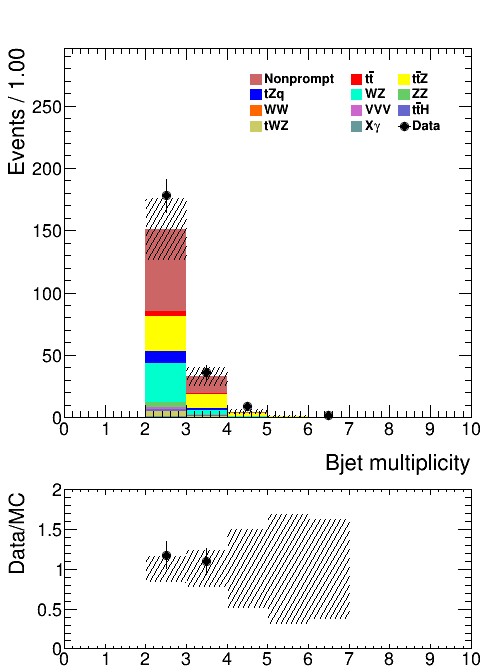 Events / 1.00
250
200
150
100
50
0
Nonprompt tt̄ tt̄Z
tZq WZ ZZ
WW VVV tt̄H
tWZ Xγ Data
0 1 2 3 4 5 6 7 8 9 10
Bjet multiplicity
Data/MC
2
1.5
1
0.5
0
0 1 2 3 4 5 6 7 8 9 10